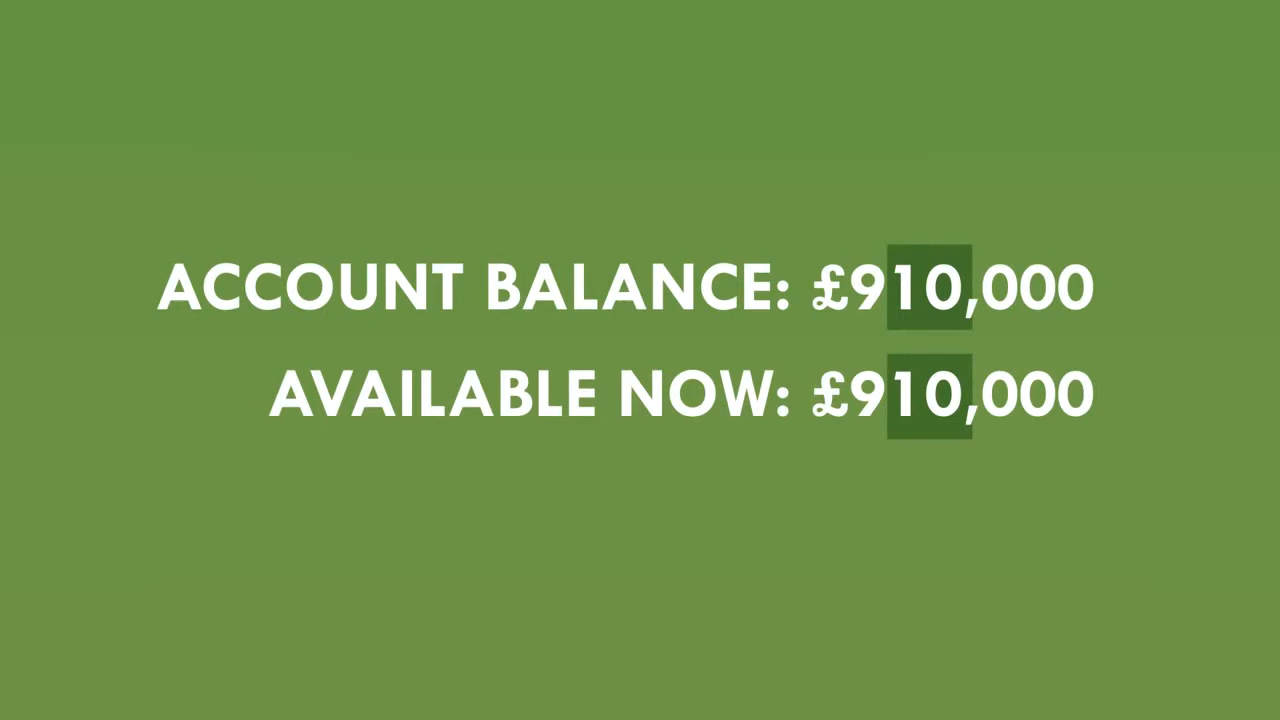 ACCOUNT BALANCE: £910,000
AVAILABLE NOW: £910,000